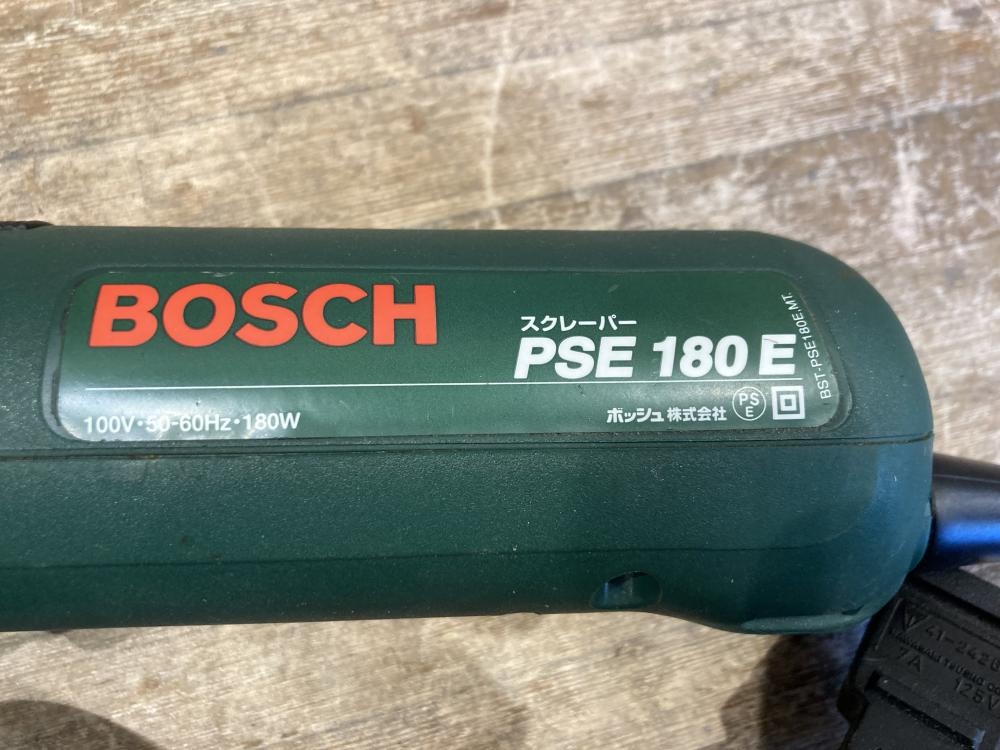 BOSCH
スクレーパー
PSE 180 E
100V・50-60Hz・180W
ボッシュ株式会社
PS
E
BST-PSE180E.MT.
7A
125V